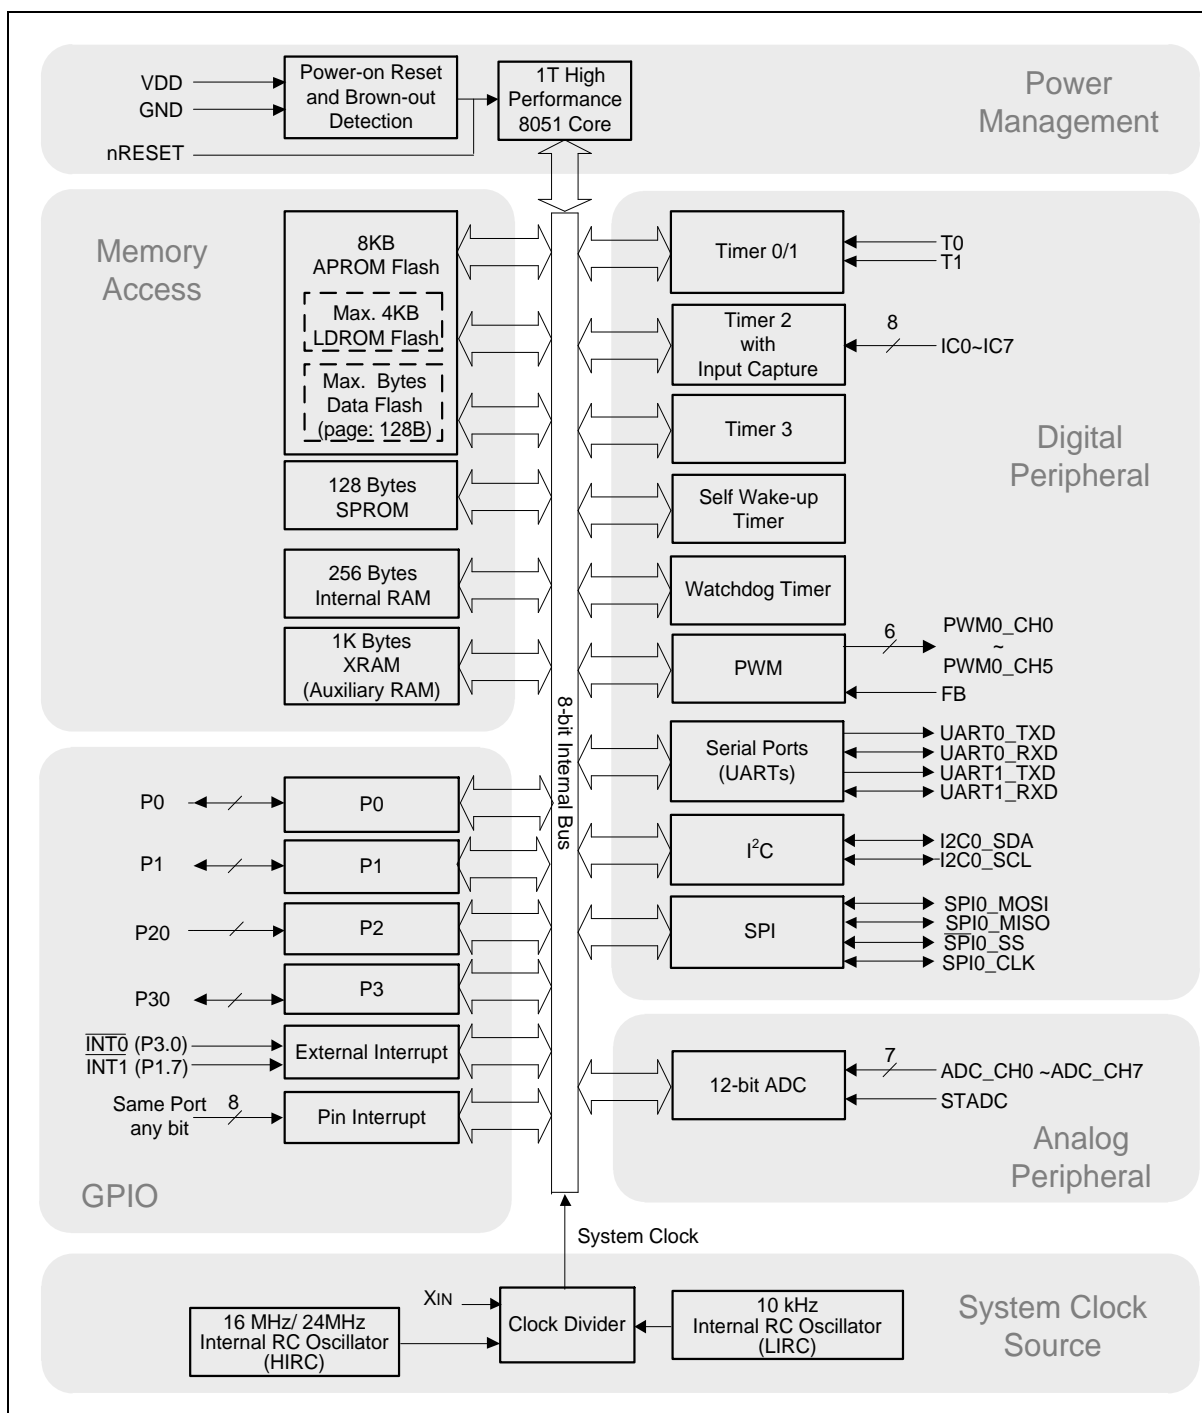 VDD
GND
nRESET
Power-on Reset
and Brown-out
Detection
1T High
Performance
8051 Core
Power
Management
Memory
Access
8KB
APROM Flash
Max. 4KB
LDROM Flash
Max. Bytes
Data Flash
(page: 128B)
128 Bytes
SPROM
256 Bytes
Internal RAM
1K Bytes
XRAM
(Auxiliary RAM)
8-bit Internal Bus
Timer 0/1
T0
T1
Timer 2
with
Input Capture
8
IC0~IC7
Timer 3
Digital
Peripheral
Self Wake-up
Timer
Watchdog Timer
PWM
6
PWM0_CH0
~
PWM0_CH5
FB
Serial Ports
(UARTs)
UART0_TXD
UART0_RXD
UART1_TXD
UART1_RXD
I2C
I2C0_SDA
I2C0_SCL
SPI
SPI0_MOSI
SPI0_MISO
SPI0_SS
SPI0_CLK
P0
P0
P1
P1
P20
P2
P30
P3
INT0 (P3.0)
INT1 (P1.7)
External Interrupt
Same Port
any bit
8
Pin Interrupt
GPIO
12-bit ADC
7
ADC_CH0 ~ADC_CH7
STADC
Analog
Peripheral
System Clock
XIN
16 MHz/ 24MHz
Internal RC Oscillator
(HIRC)
Clock Divider
10 kHz
Internal RC Oscillator
(LIRC)
System Clock
Source